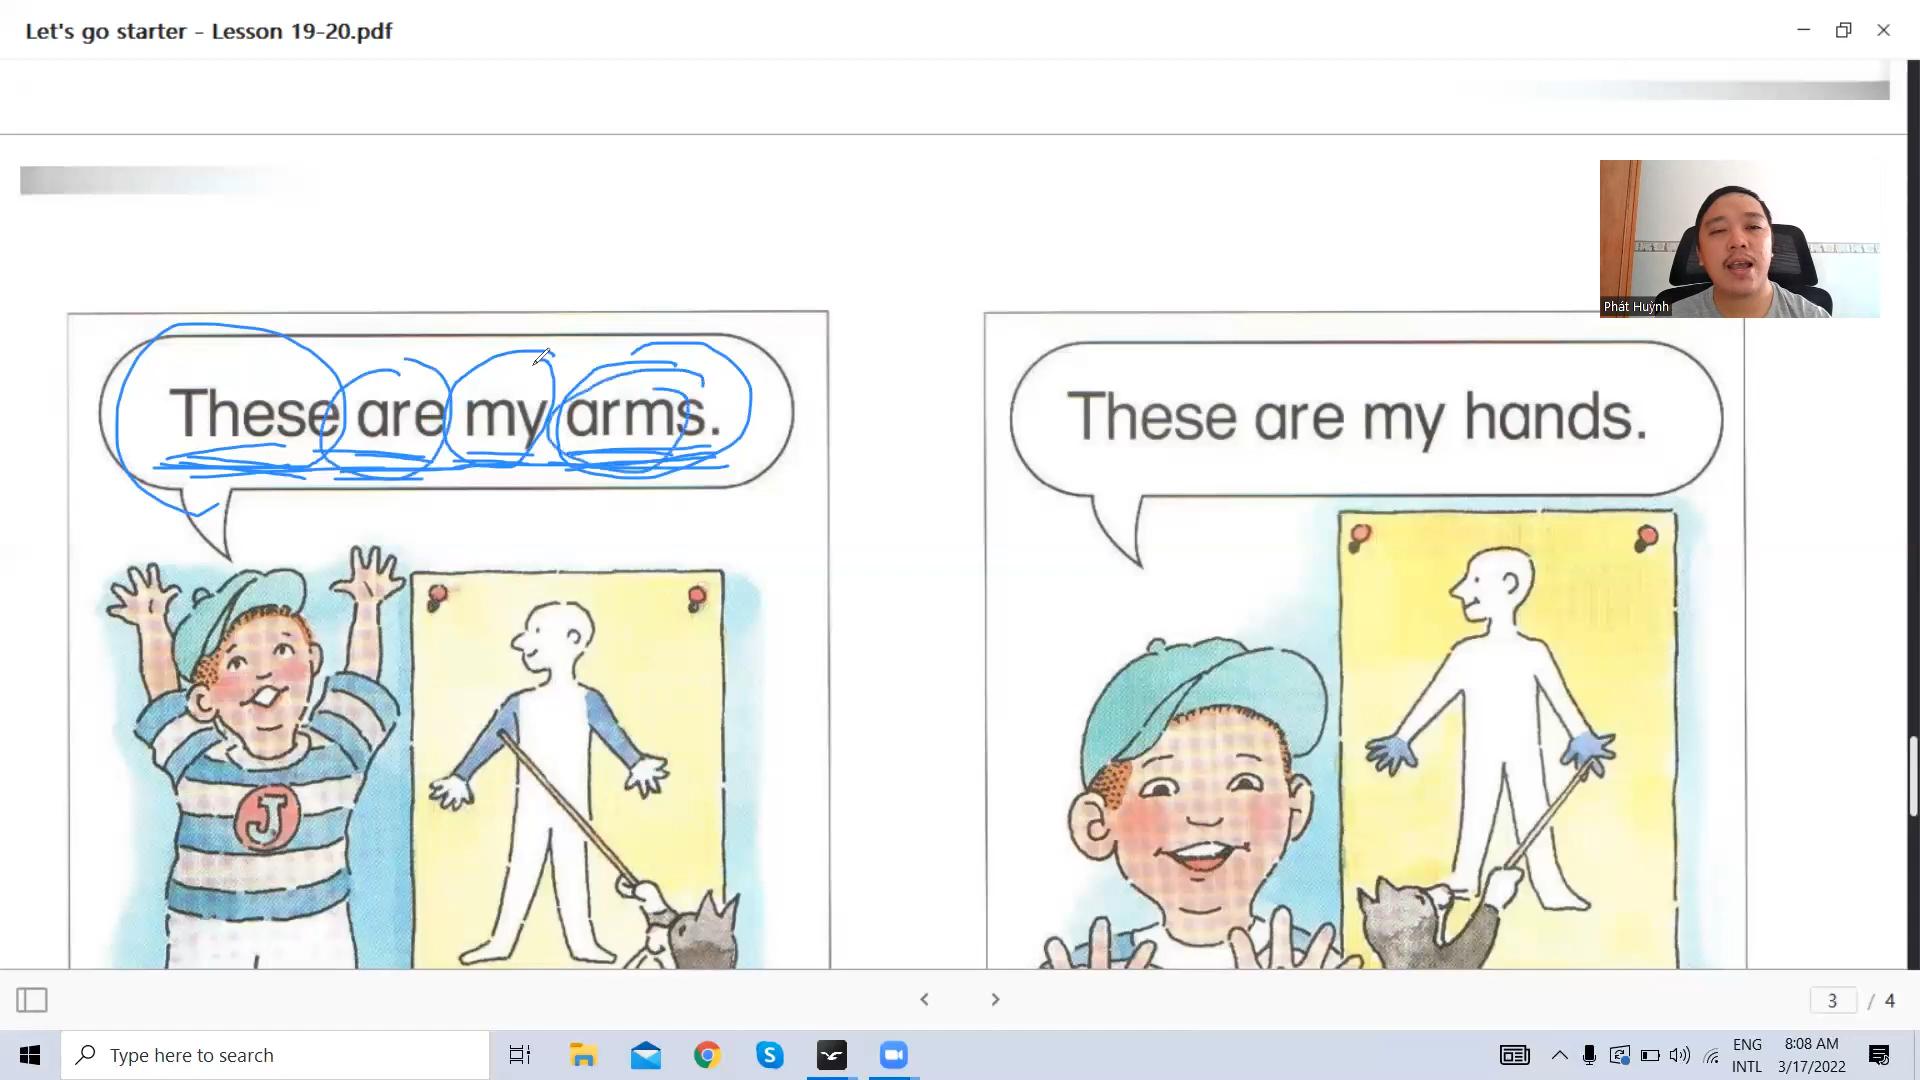 Let's go starter - Lesson 19-20.pdf
Phát Huỳnh
These are my arms.
These are my hands.
J
3 / 4
Type here to search
ENG
INTL
8:08 AM
3/17/2022